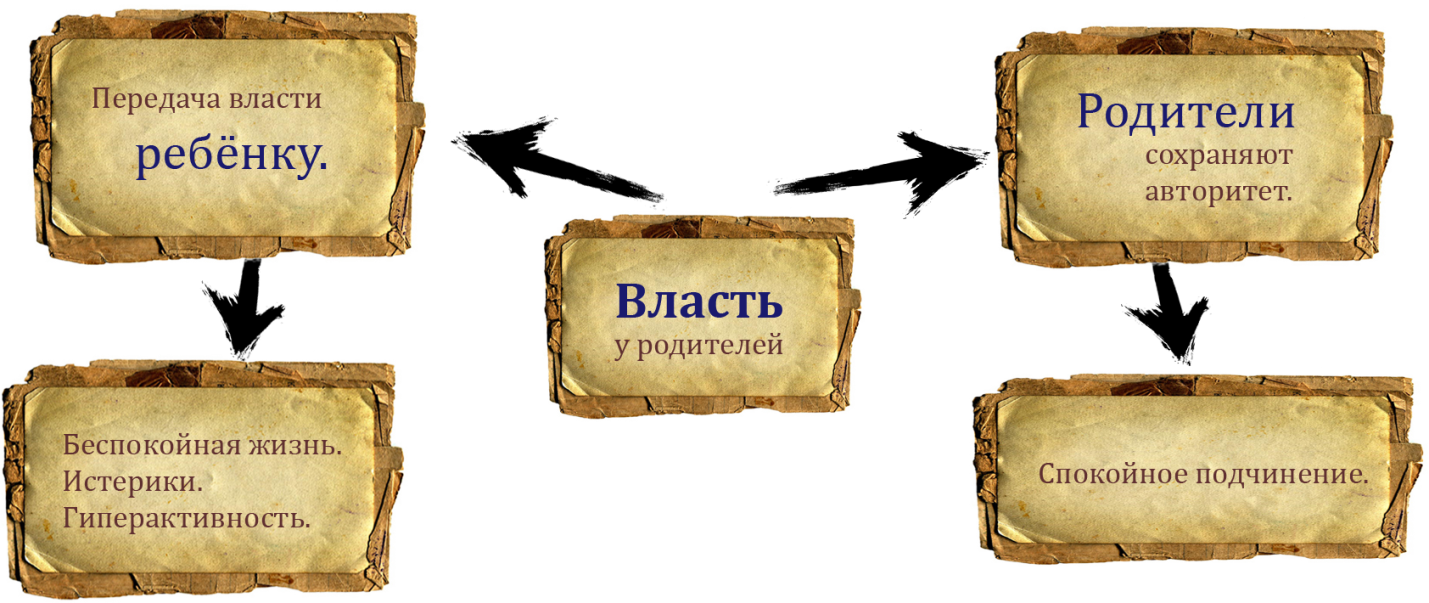 Передача власти
ребёнку.
Родители
сохраняют
авторитет.
Власть
у родителей
Беспокойная жизнь.
Истерики.
Гиперактивность.
Спокойное подчинение.